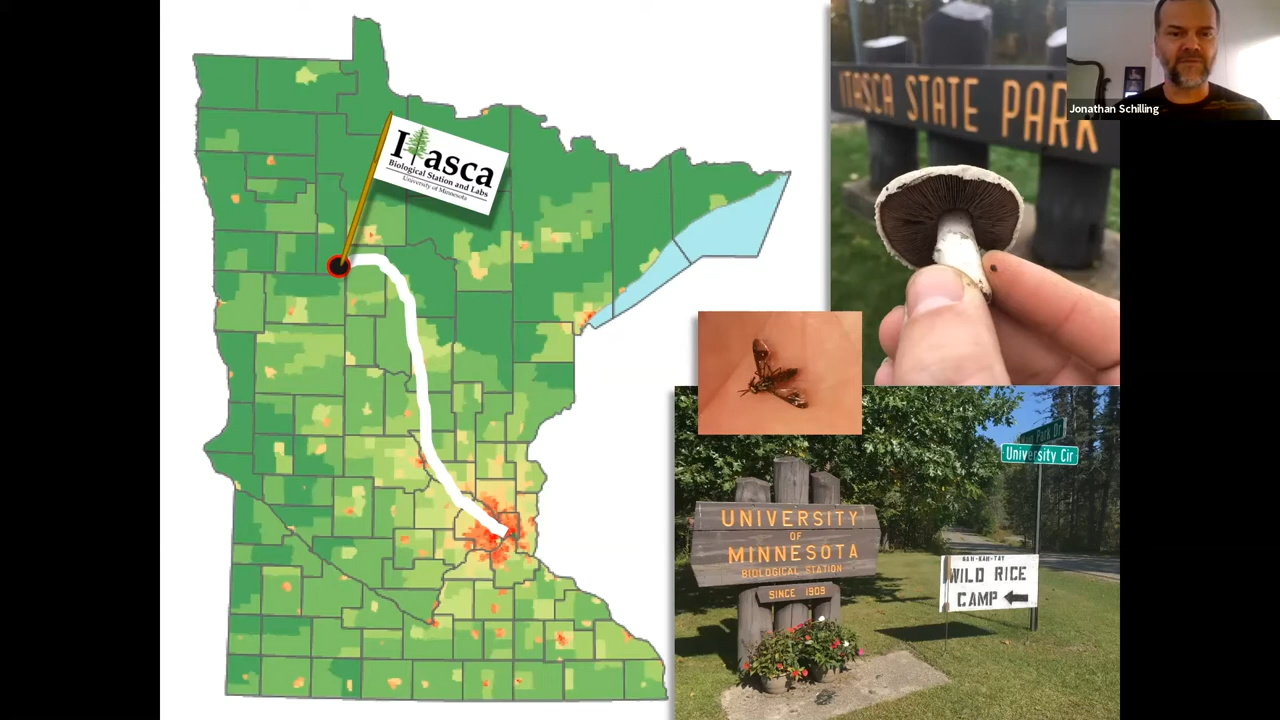 Itasca
Biological Station and Labs
University of Minnesota
ITASCA STATE PARK
Jonathan Schilling
University Cir
UNIVERSITY
OF
MINNESOTA
BIOLOGICAL STATION
SINCE 1909
WILD RICE
CAMP